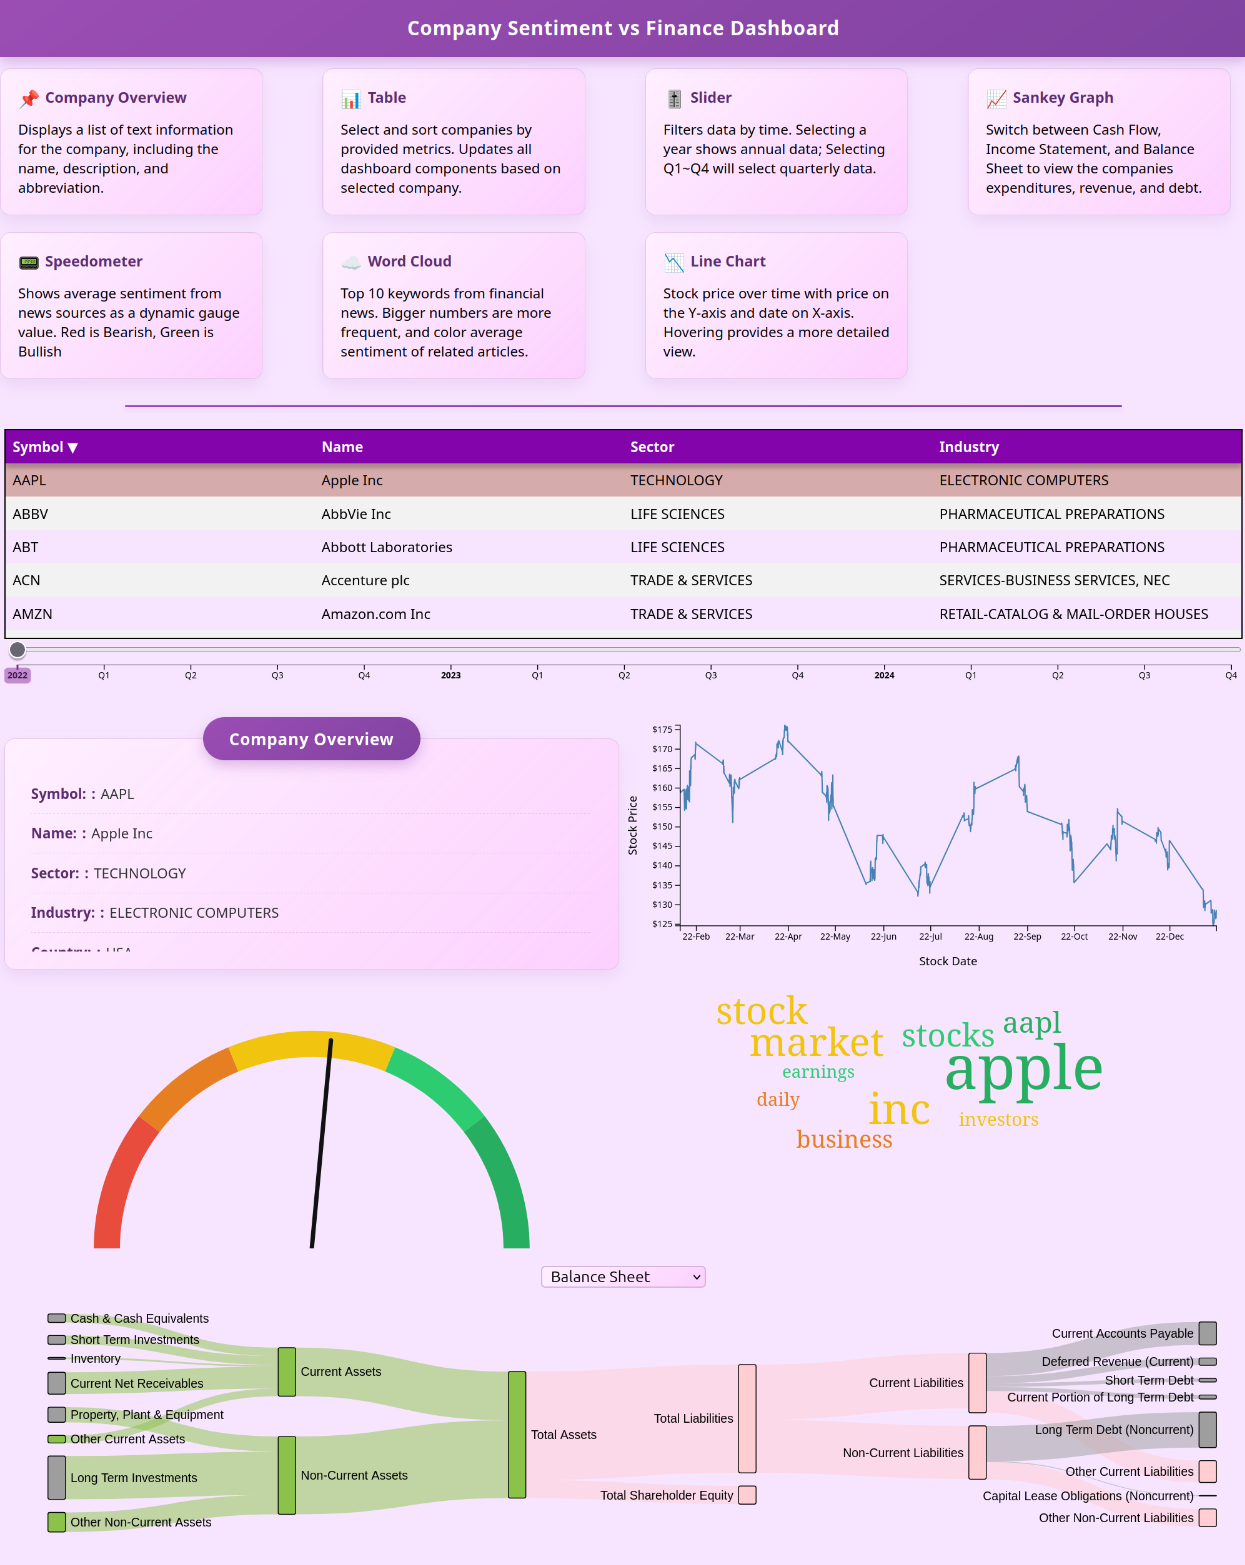 Company Sentiment vs Finance Dashboard
📌 Company Overview
Displays a list of text information
for the company, including the
name, description, and
abbreviation.
📊 Table
Select and sort companies by
provided metrics. Updates all
dashboard components based on
selected company.
🎚️ Slider
Filters data by time. Selecting a
year shows annual data; Selecting
Q1~Q4 will select quarterly data.
📈 Sankey Graph
Switch between Cash Flow,
Income Statement, and Balance
Sheet to view the companies
expenditures, revenue, and debt.
📟 Speedometer
Shows average sentiment from
news sources as a dynamic gauge
value. Red is Bearish, Green is
Bullish
☁️ Word Cloud
Top 10 keywords from financial
news. Bigger numbers are more
frequent, and color average
sentiment of related articles.
📉 Line Chart
Stock price over time with price on
the Y-axis and date on X-axis.
Hovering provides a more detailed
view.
Symbol ▼ Name Sector Industry
AAPL Apple Inc TECHNOLOGY ELECTRONIC COMPUTERS
ABBV AbbVie Inc LIFE SCIENCES PHARMACEUTICAL PREPARATIONS
ABT Abbott Laboratories LIFE SCIENCES PHARMACEUTICAL PREPARATIONS
ACN Accenture plc TRADE & SERVICES SERVICES-BUSINESS SERVICES, NEC
AMZN Amazon.com Inc TRADE & SERVICES RETAIL-CATALOG & MAIL-ORDER HOUSES
2022 Q1 Q2 Q3 Q4 2023 Q1 Q2 Q3 Q4 2024 Q1 Q2 Q3 Q4
Company Overview
Symbol: : AAPL
Name: : Apple Inc
Sector: : TECHNOLOGY
Industry: : ELECTRONIC COMPUTERS
Country: : USA
$175
$170
$165
$160
$155
$150
$145
$140
$135
$130
$125
Stock Price
22-Feb 22-Mar 22-Apr 22-May 22-Jun 22-Jul 22-Aug 22-Sep 22-Oct 22-Nov 22-Dec
Stock Date
stock
aapl
market
stocks
apple
earnings
daily
inc
investors
business
Balance Sheet
Cash & Cash Equivalents
Short Term Investments
Inventory
Current Net Receivables
Property, Plant & Equipment
Other Current Assets
Long Term Investments
Other Non-Current Assets
Current Assets
Non-Current Assets
Total Assets
Total Liabilities
Total Shareholder Equity
Current Liabilities
Non-Current Liabilities
Current Accounts Payable
Deferred Revenue (Current)
Short Term Debt
Current Portion of Long Term Debt
Long Term Debt (Noncurrent)
Other Current Liabilities
Capital Lease Obligations (Noncurrent)
Other Non-Current Liabilities